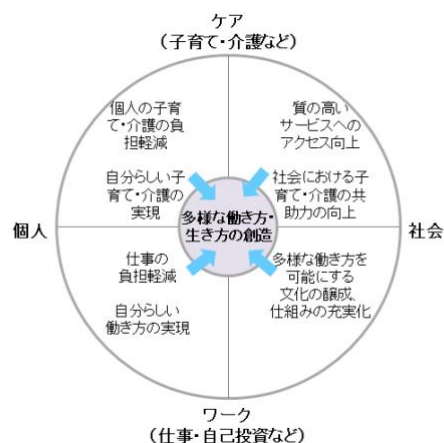 ケア
（子育て・介護など）
個人の子育
て・介護の負
担軽減
自分らしい子
育て・介護の
実現
質の高い
サービスへの
アクセス向上
社会における子
育て・介護の共
助力の向上
個人
多様な働き方・
生き方の創造
社会
仕事の
負担軽減
自分らしい
働き方の実現
多様な働き方を
可能にする
文化の醸成、
仕組みの充実化
ワーク
（仕事・自己投資など）